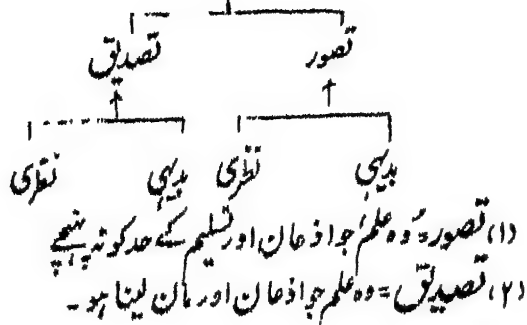 تصور تصدیق
بدیہی نظری بدیہی نظری
(۱) تصور = وہ علم جو اذعان اور تسلیم کے حد کو نہ پہنچے
(۲) تصدیق = وہ علم جو اذعان اور مان لینا ہو -